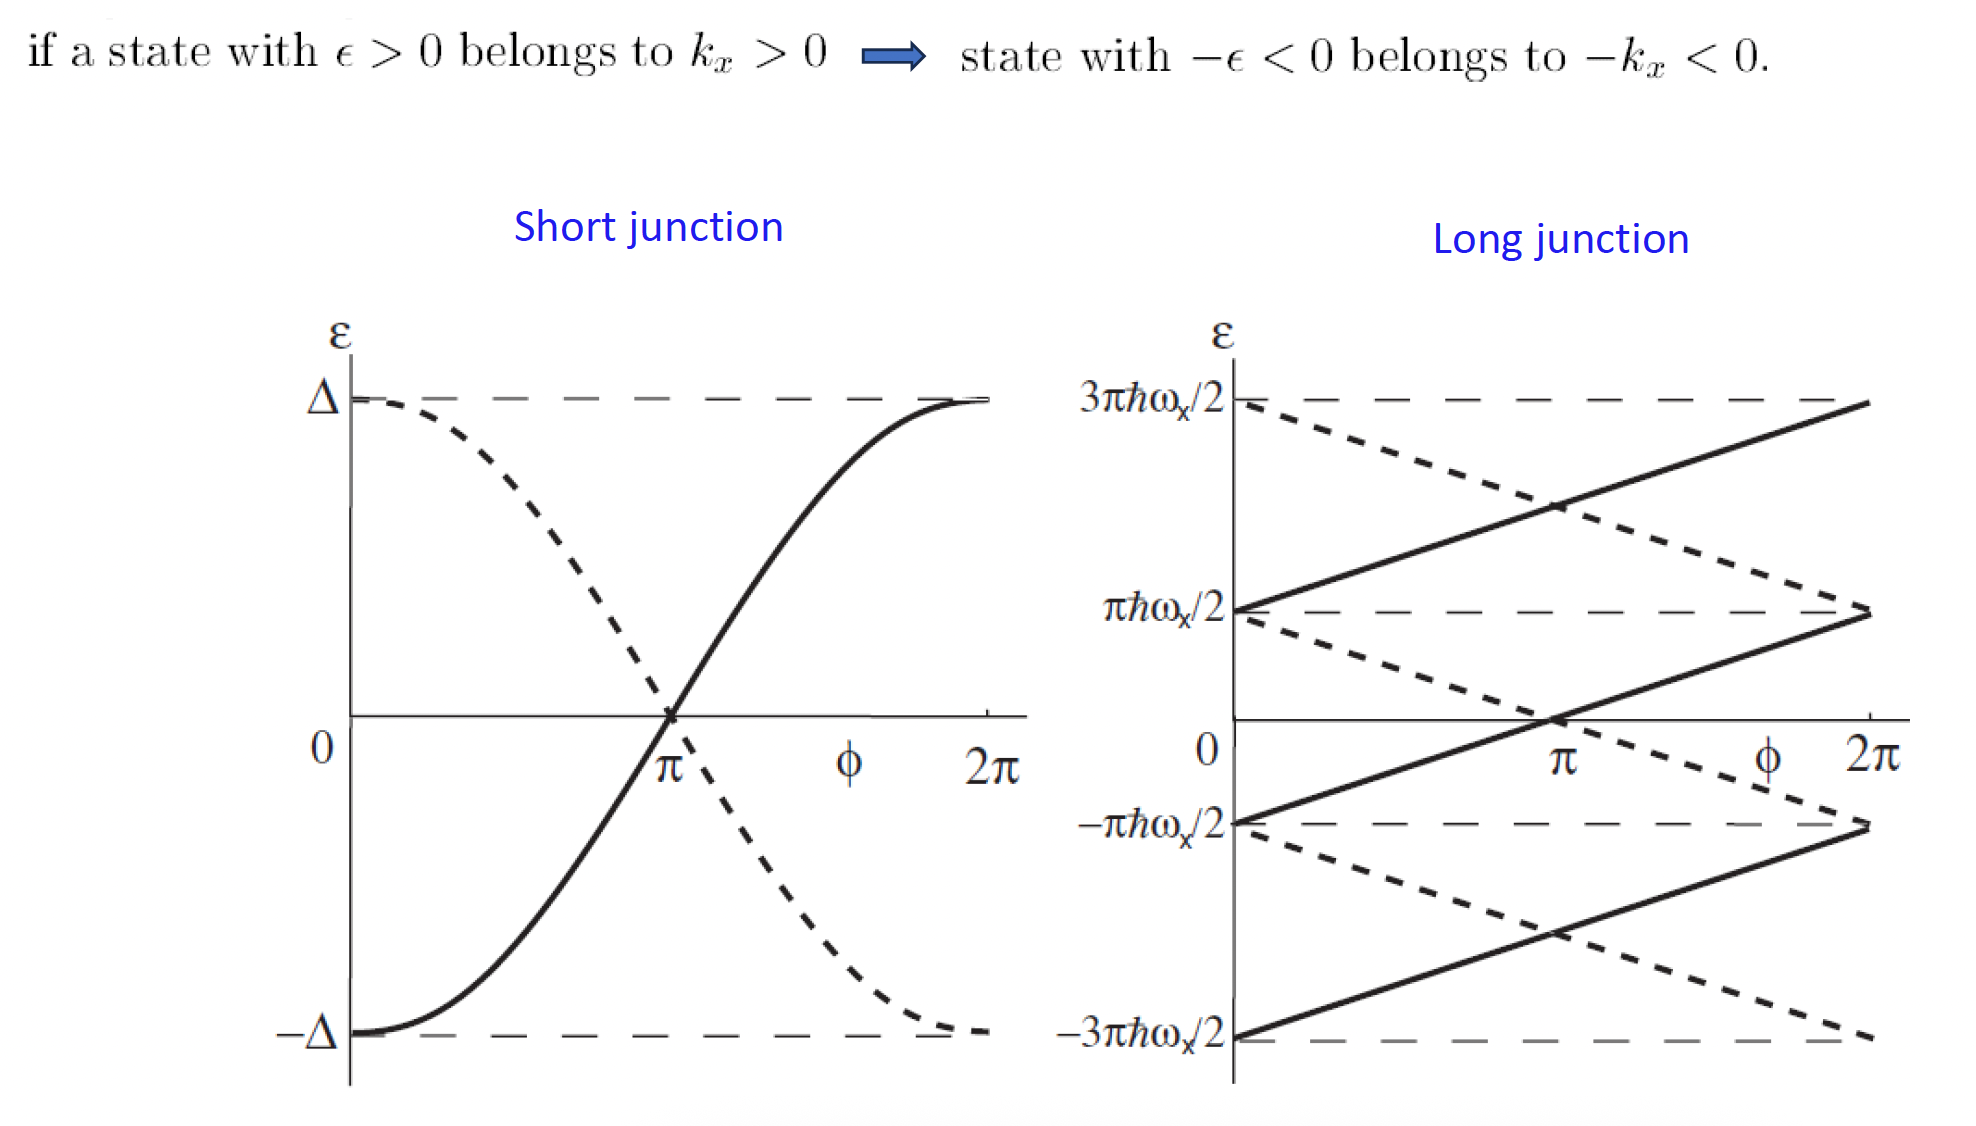 if a state with ϵ > 0 belongs to kₓ > 0 ➡ state with −ϵ < 0 belongs to −kₓ < 0.
Short junction
Long junction
ε
Δ
0
−Δ
π
ϕ
2π
ε
3πℏωₓ/2
πℏωₓ/2
0
−πℏωₓ/2
−3πℏωₓ/2
π
ϕ
2π